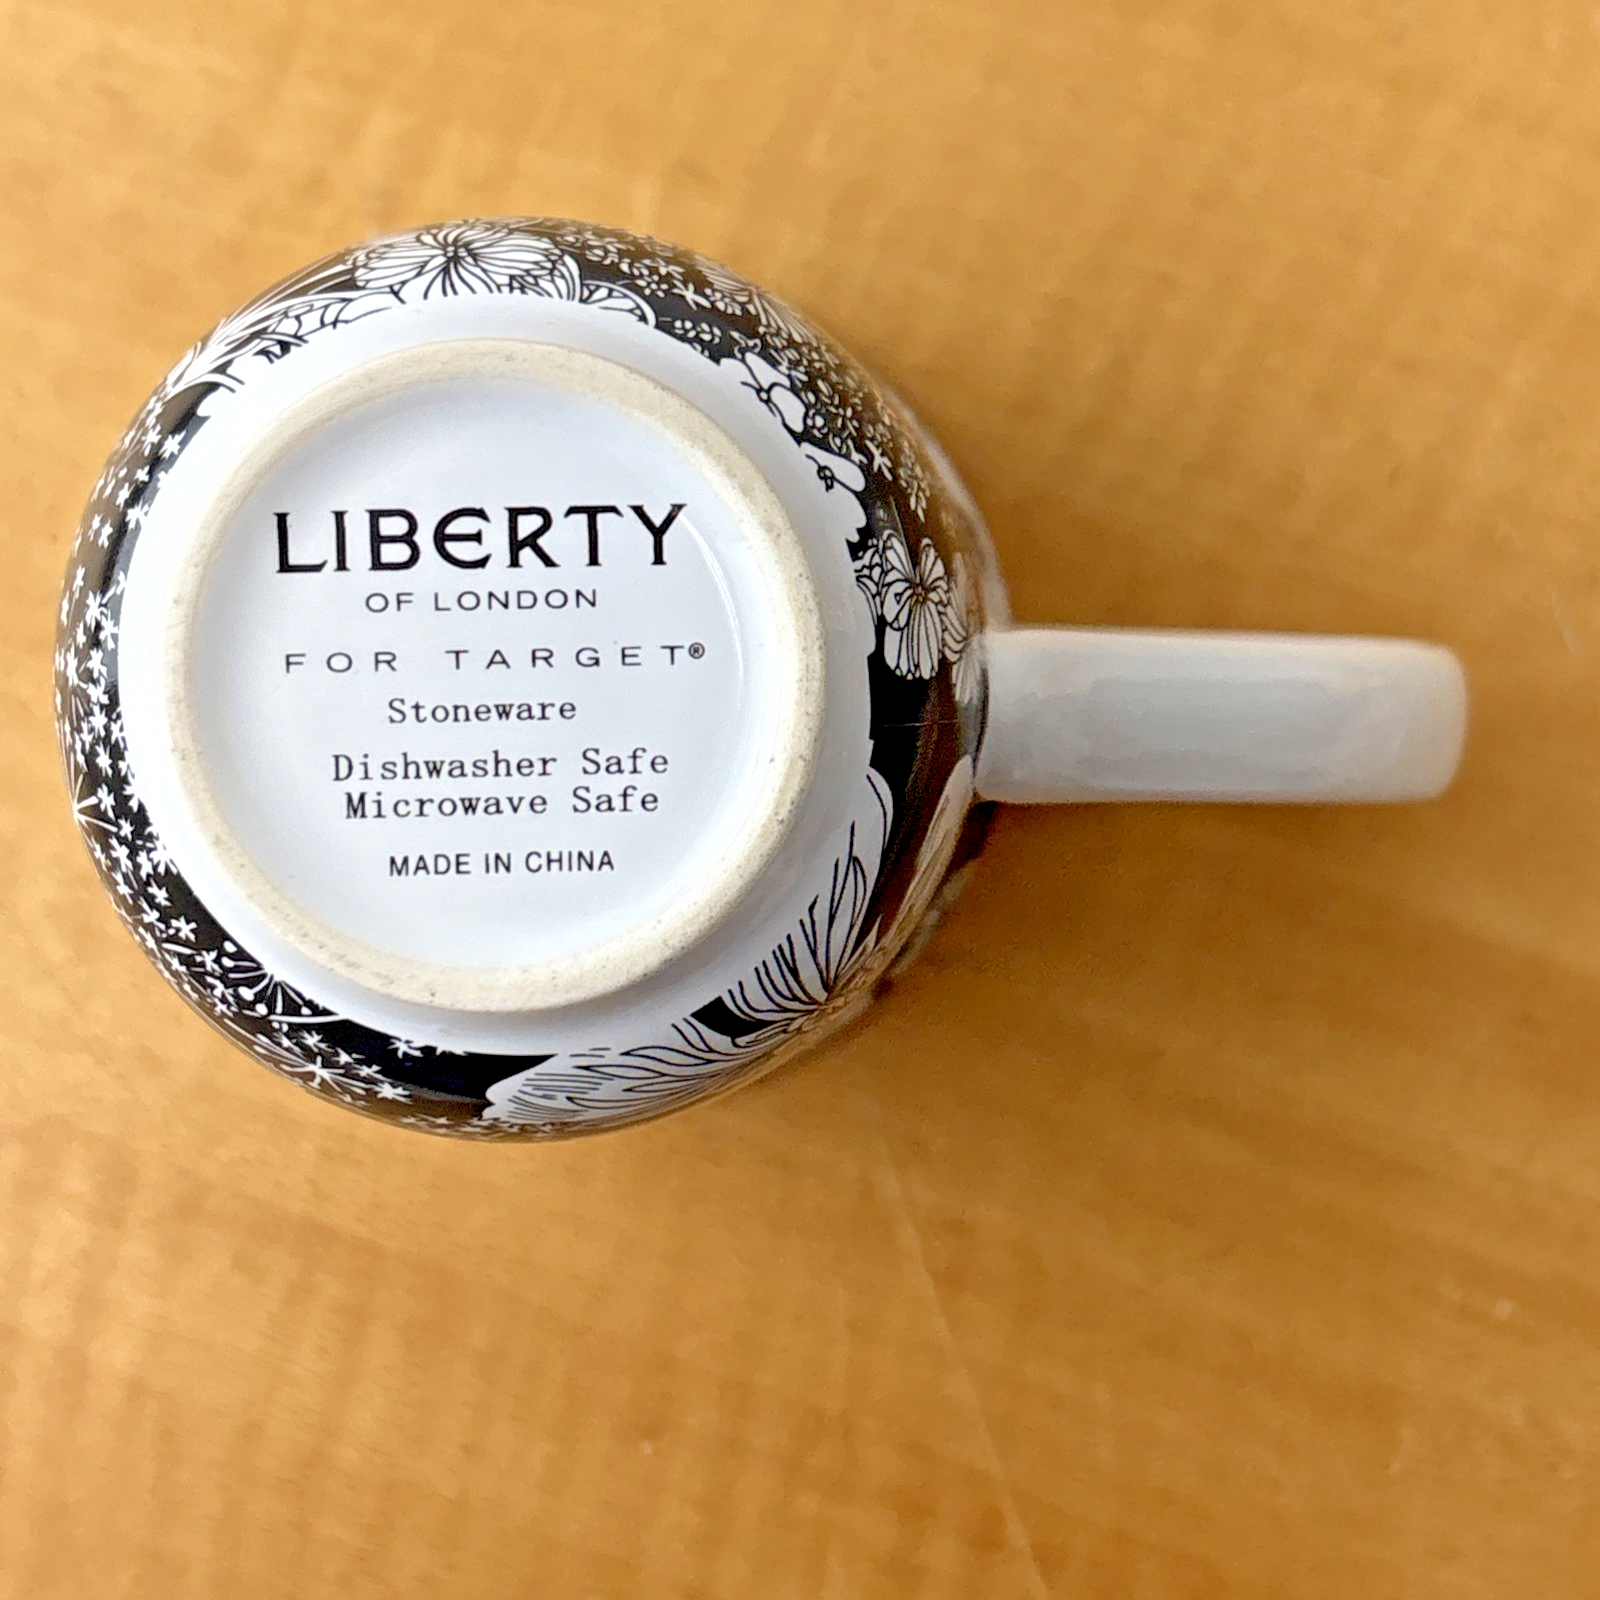 LIBERTY
OF LONDON
FOR TARGET®
Stoneware
Dishwasher Safe
Microwave Safe
MADE IN CHINA